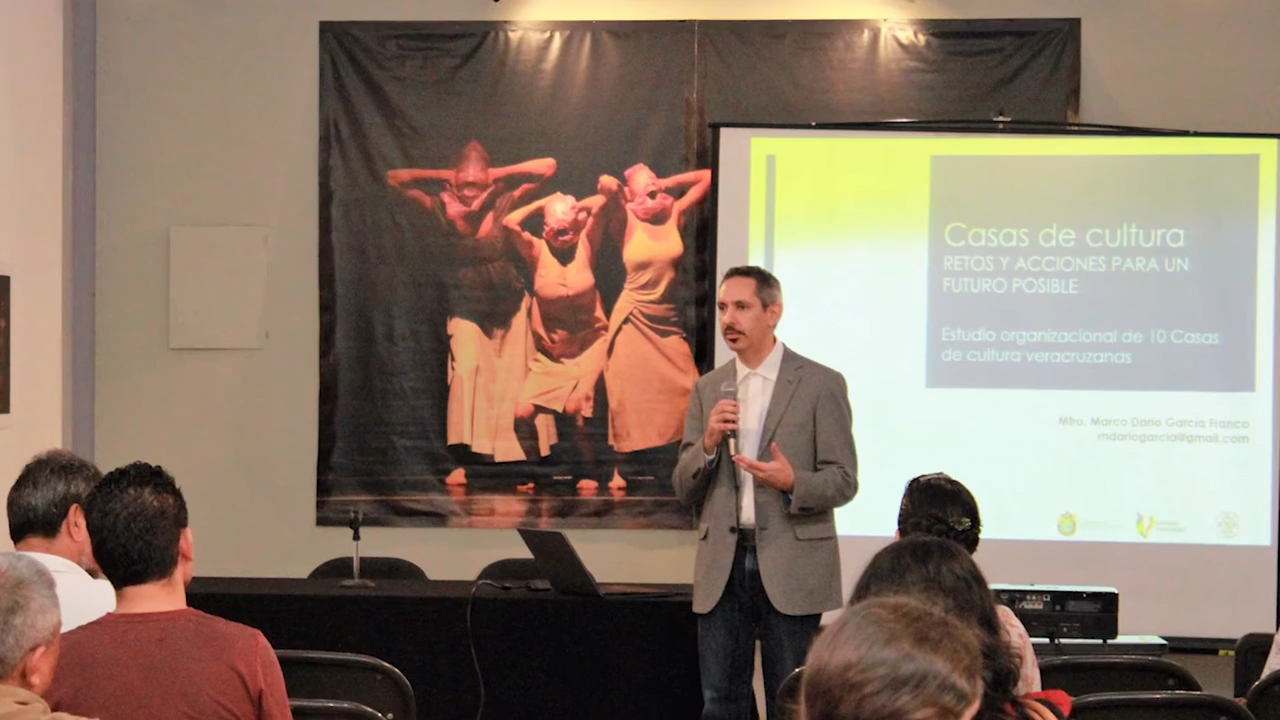 Casas de cultura
RETOS Y ACCIONES PARA UN
FUTURO POSIBLE
Estudio organizacional de 10 Casas
de cultura veracruzanas
Mtro. Marco Darío García Franco
mdariogarcia@gmail.com